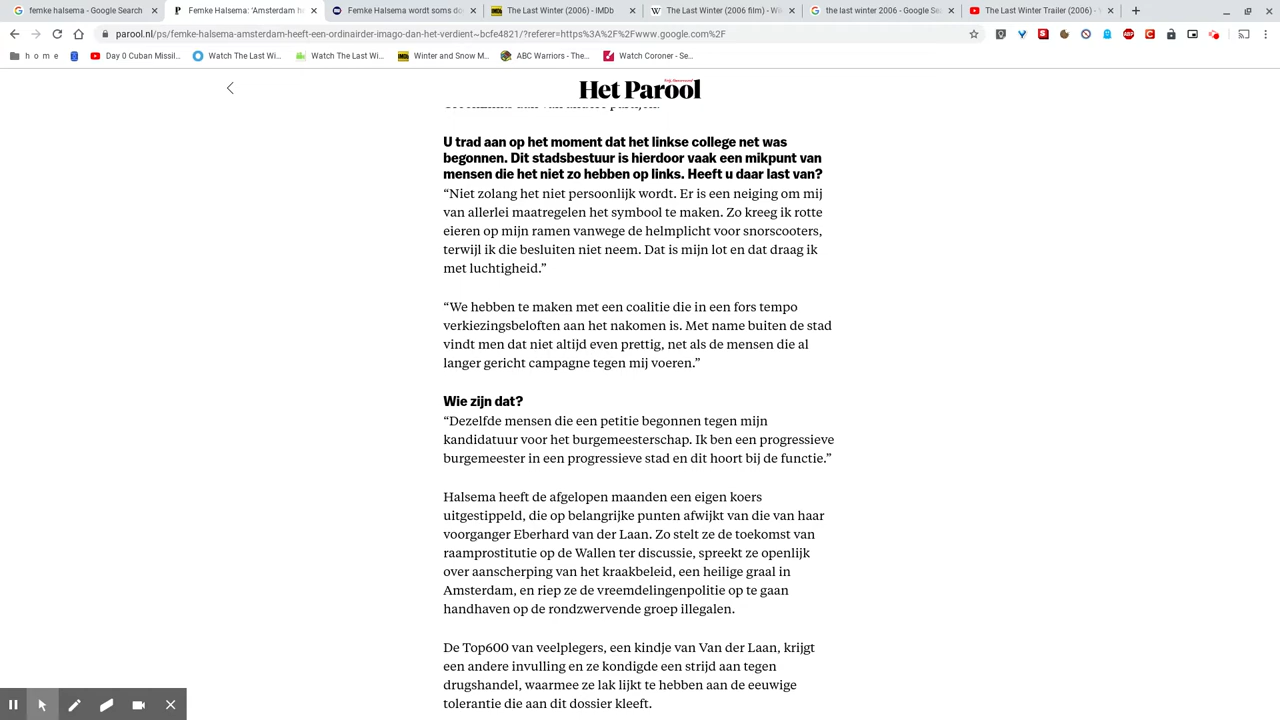 femke halsema - Google Search
Femke Halsema: 'Amsterdam he
Femke Halsema wordt soms do
The Last Winter (2006) - IMDb
The Last Winter (2006 film) - Wi
the last winter 2006 - Google Se
The Last Winter Trailer (2006) -
parool.nl/ps/femke-halsema-amsterdam-heeft-een-ordinairder-imago-dan-het-verdient~bcfe4821/?referer=https%3A%2F%2Fwww.google.com%2F
h o m e
Day 0 Cuban Missil...
Watch The Last Wi...
Watch The Last Wi...
Winter and Snow M...
ABC Warriors - The...
Watch Coroner - Se...
Het Parool
U trad aan op het moment dat het linkse college net was
begonnen. Dit stadsbestuur is hierdoor vaak een mikpunt van
mensen die het niet zo hebben op links. Heeft u daar last van?
“Niet zolang het niet persoonlijk wordt. Er is een neiging om mij
van allerlei maatregelen het symbool te maken. Zo kreeg ik rotte
eieren op mijn ramen vanwege de helmplicht voor snorscooters,
terwijl ik die besluiten niet neem. Dat is mijn lot en dat draag ik
met luchtigheid.”
“We hebben te maken met een coalitie die in een fors tempo
verkiezingsbeloften aan het nakomen is. Met name buiten de stad
vindt men dat niet altijd even prettig, net als de mensen die al
langer gericht campagne tegen mij voeren.”
Wie zijn dat?
“Dezelfde mensen die een petitie begonnen tegen mijn
kandidatuur voor het burgemeesterschap. Ik ben een progressieve
burgemeester in een progressieve stad en dit hoort bij de functie.”
Halsema heeft de afgelopen maanden een eigen koers
uitgestippeld, die op belangrijke punten afwijkt van die van haar
voorganger Eberhard van der Laan. Zo stelt ze de toekomst van
raamprostitutie op de Wallen ter discussie, spreekt ze openlijk
over aanscherping van het kraakbeleid, een heilige graal in
Amsterdam, en riep ze de vreemdelingenpolitie op te gaan
handhaven op de rondzwervende groep illegalen.
De Top600 van veelplegers, een kindje van Van der Laan, krijgt
een andere invulling en ze kondigde een strijd aan tegen
drugshandel, waarmee ze lak lijkt te hebben aan de eeuwige
tolerantie die aan dit dossier kleeft.